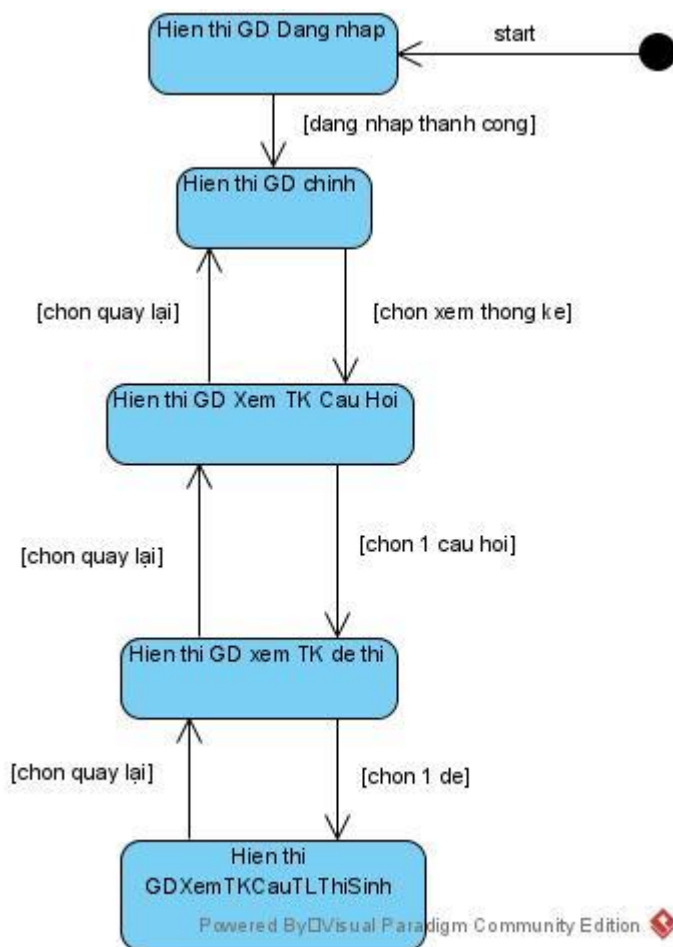 Hien thi GD Dang nhap
start
[dang nhap thanh cong]
Hien thi GD chinh
[chon quay lại]
[chon xem thong ke]
Hien thi GD Xem TK Cau Hoi
[chon quay lại]
[chon 1 cau hoi]
Hien thi GD xem TK de thi
[chon quay lại]
[chon 1 de]
Hien thi
GDXemTKCauTLThiSinh
Powered By□Visual Paradigm Community Edition